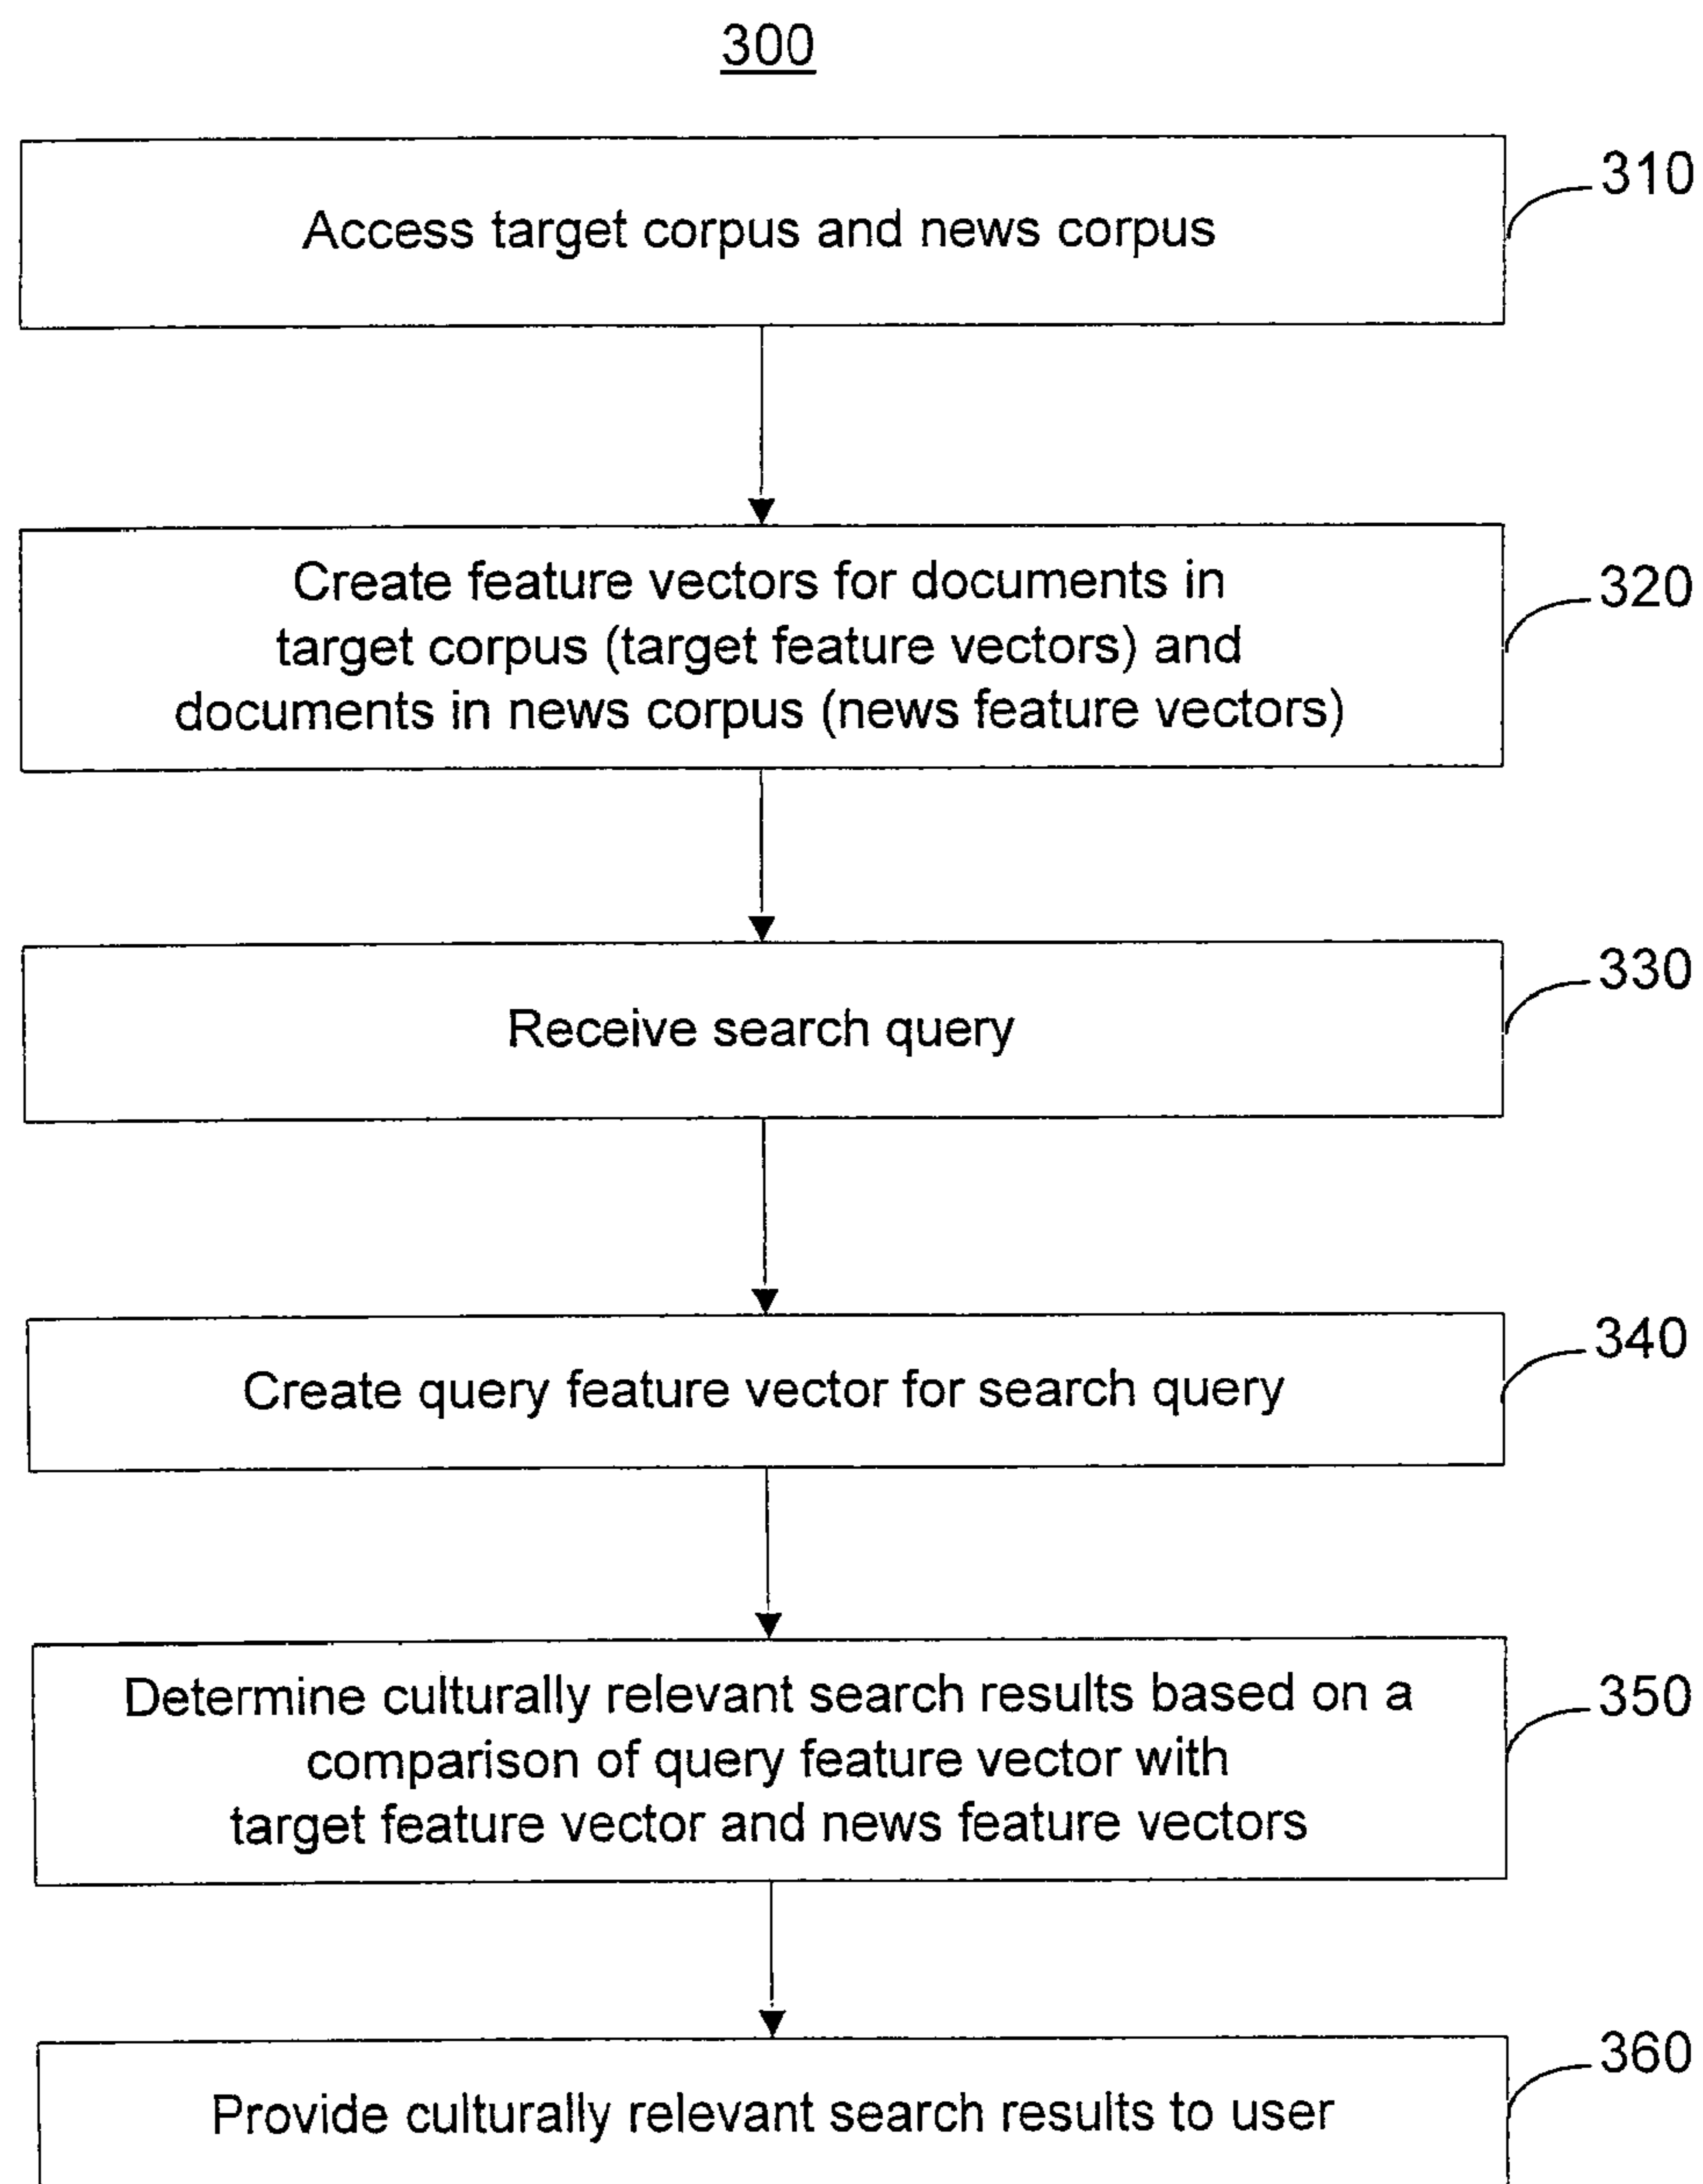 300
Access target corpus and news corpus
310
Create feature vectors for documents in
target corpus (target feature vectors) and
documents in news corpus (news feature vectors)
320
Receive search query
330
Create query feature vector for search query
340
Determine culturally relevant search results based on a
comparison of query feature vector with
target feature vector and news feature vectors
350
Provide culturally relevant search results to user
360